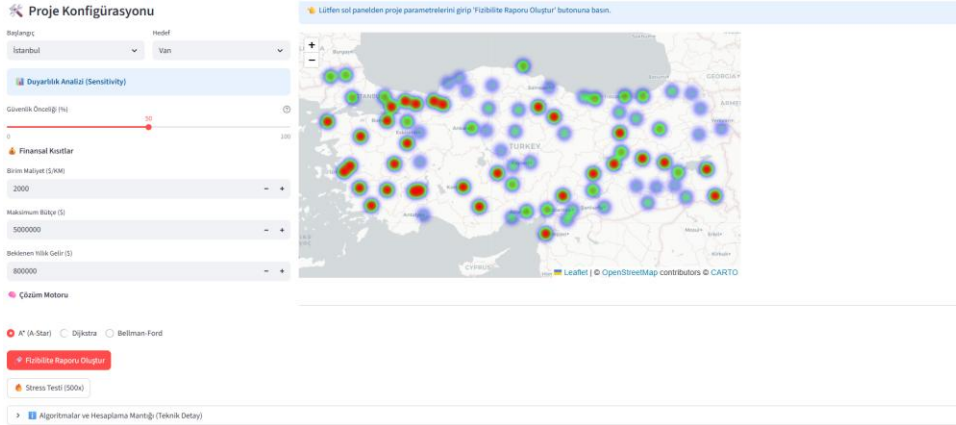 Proje Konfigürasyonu
Lütfen sol panelden proje parametrelerini girip 'Fizibilite Raporu Oluştur' butonuna basın.
Başlangıç
Hedef
İstanbul
Van
Duyarlılık Analizi (Sensitivity)
Güvenlik Önceliği (%)
50
0
100
Finansal Kısıtlar
Birim Maliyet ($/KM)
2000
- +
Maksimum Bütçe ($)
5000000
- +
Beklenen Yıllık Gelir ($)
800000
- +
Çözüm Motoru
A* (A-Star)
Dijkstra
Bellman-Ford
Fizibilite Raporu Oluştur
Stress Testi (500x)
Algoritmalar ve Hesaplama Mantığı (Teknik Detay)
+
−
GEORGIA
TURKEY
CYPRUS
Leaflet | © OpenStreetMap contributors © CARTO